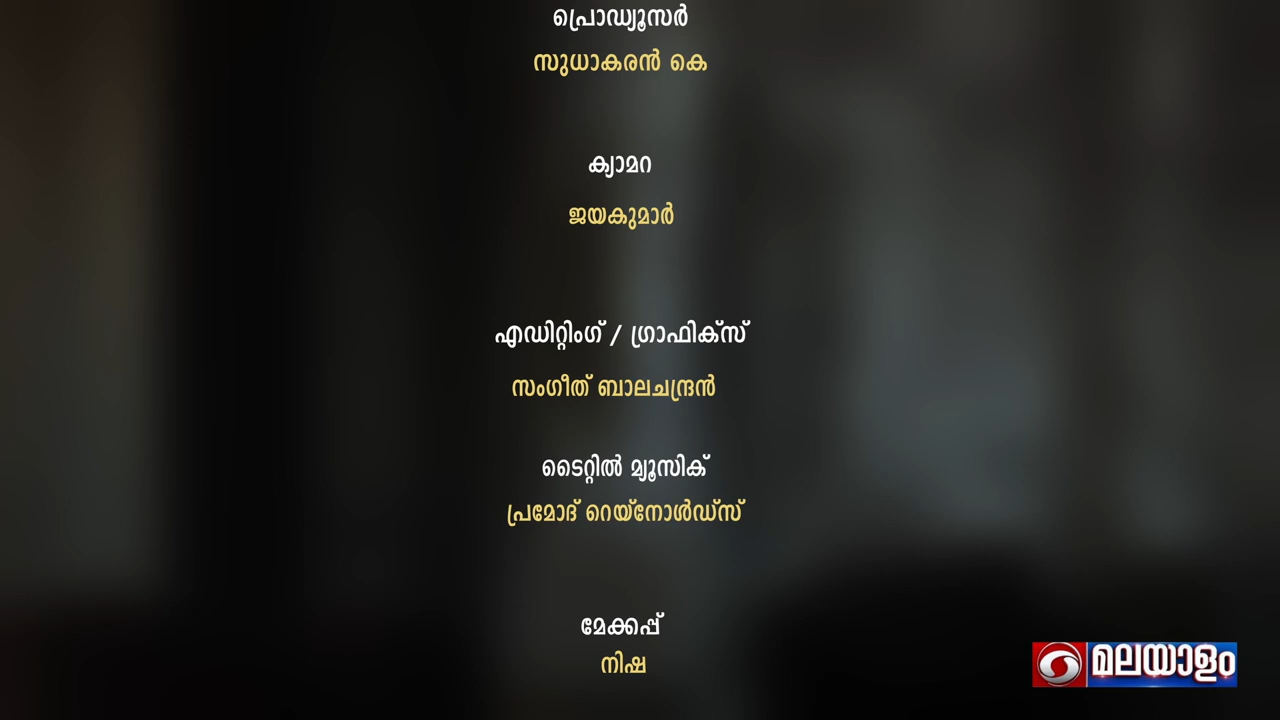 പ്രൊഡ്യൂസർ
സുധാകരൻ കെ
ക്യാമറ
ജയകുമാർ
എഡിറ്റിംഗ് / ഗ്രാഫിക്സ്
സംഗീത് ബാലചന്ദ്രൻ
ടൈറ്റിൽ മ്യൂസിക്
പ്രമോദ് റെയ്നോൾഡ്സ്
മേക്കപ്പ്
നിഷ
മലയാളം